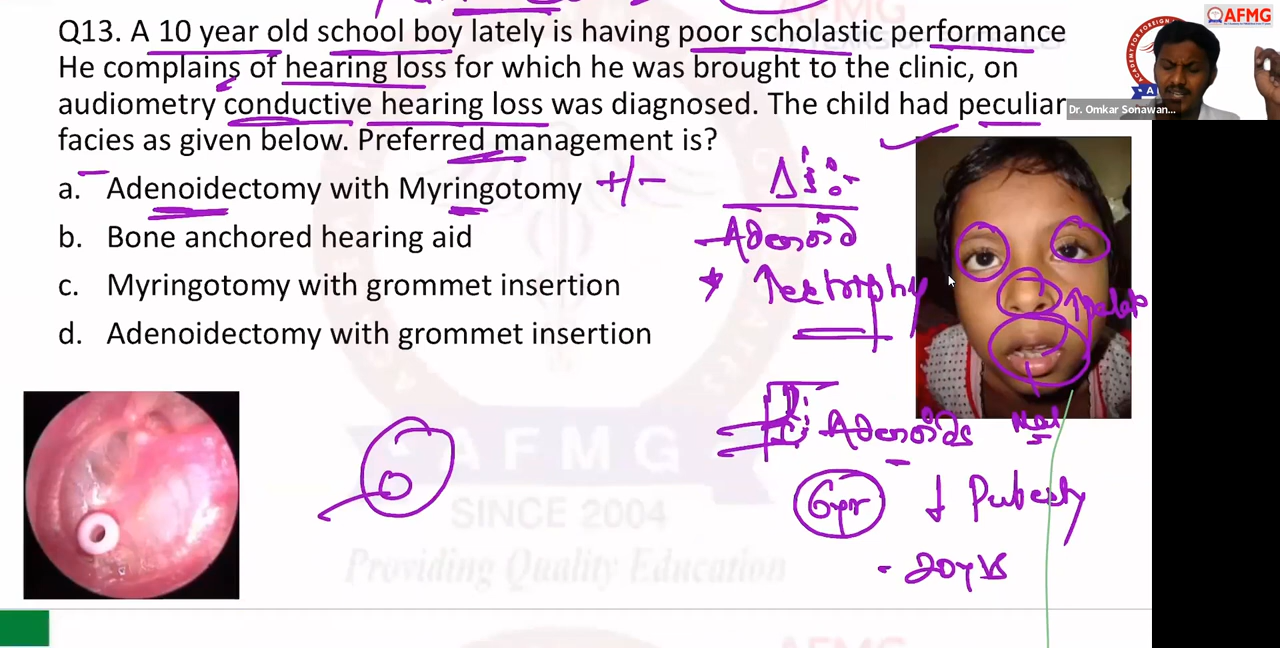 AFMG
Q13. A 10 year old school boy lately is having poor scholastic performance
He complains of hearing loss for which he was brought to the clinic, on
audiometry conductive hearing loss was diagnosed. The child had peculiar
Dr. Omkar Sonawan...
facies as given below. Preferred management is?
a. Adenoidectomy with Myringotomy +/-
b. Bone anchored hearing aid
c. Myringotomy with grommet insertion
d. Adenoidectomy with grommet insertion
Adenoid
AFMG
Adenoids
SINCE 2004
6yr ↓ Puberty
Providing Quality Education
- 20yrs